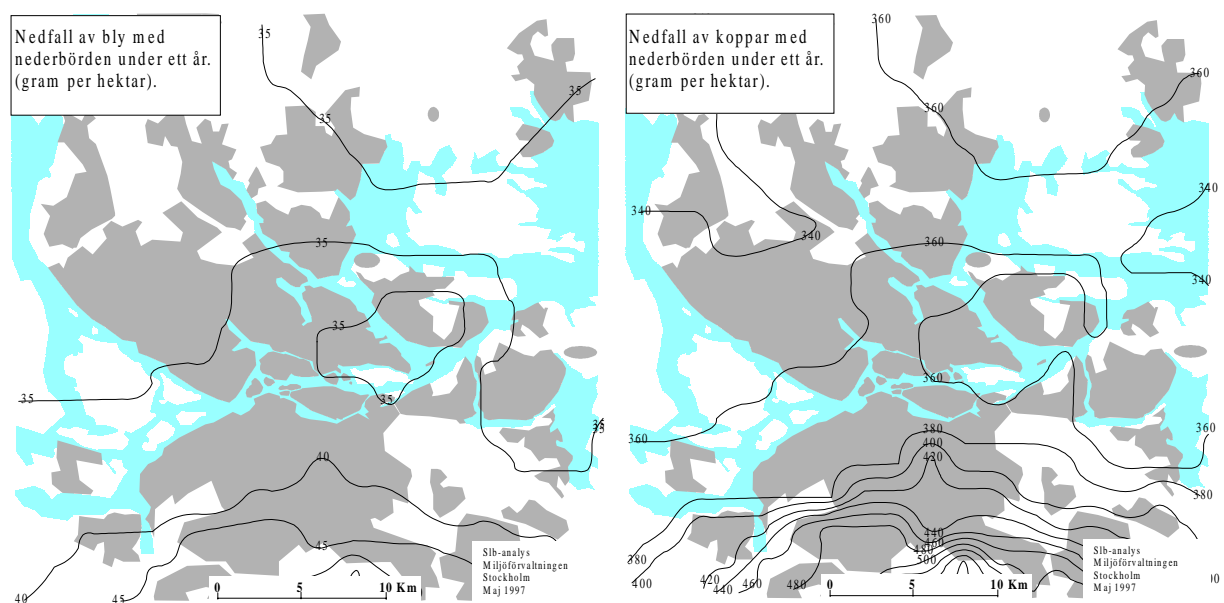 Nedfall av bly med
nederbörden under ett år.
(gram per hektar).
35
35
35
35
35
35
35
35
40
45
40
45
0 5 10 Km
Slb-analys
Miljöförvaltningen
Stockholm
Maj 1997
Nedfall av koppar med
nederbörden under ett år.
(gram per hektar).
360
360
360
340
340
340
360
340
360
360
360
380
400
420
380
440
480
500
380
400
420
440
460
480
0 5 10 Km
Slb-analys
Miljöförvaltningen
Stockholm
Maj 1997